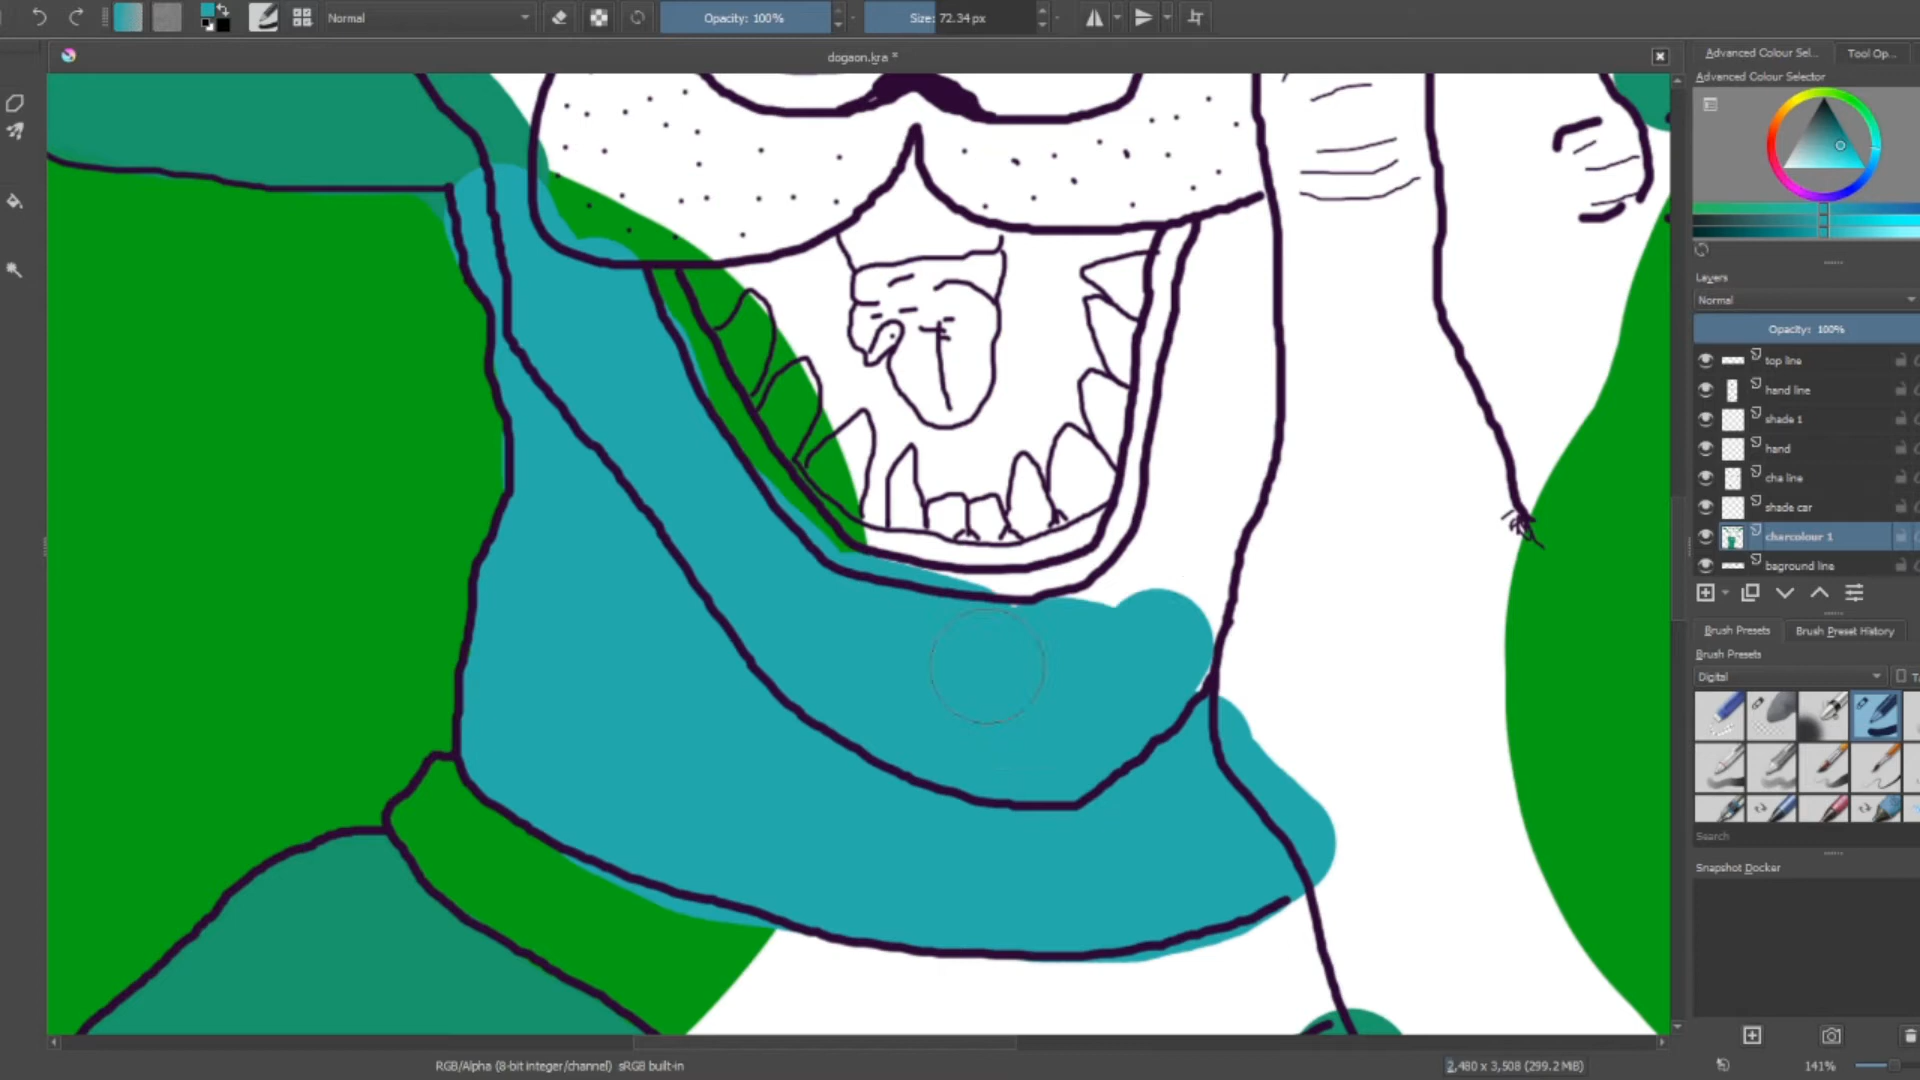 Normal
Opacity: 100%
Size: 72.34 px
dogaon.kra *
Advanced Colour Sel...
Tool Op...
Advanced Colour Selector
Layers
Normal
Opacity: 100%
top line
hand line
shade 1
hand
cha line
shade car
charcolour 1
baground line
Brush Presets
Brush Preset History
Brush Presets
Digital
Search
Snapshot Docker
RGB/Alpha (8-bit integer/channel) sRGB built-in
2,480 x 3,508 (299.2 MiB)
141%